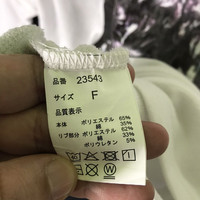 品番 23543
サイズ F
品質表示
本体 ポリエステル 65%
綿 35%
リブ部分 ポリエステル 62%
綿 33%
ポリウレタン 5%